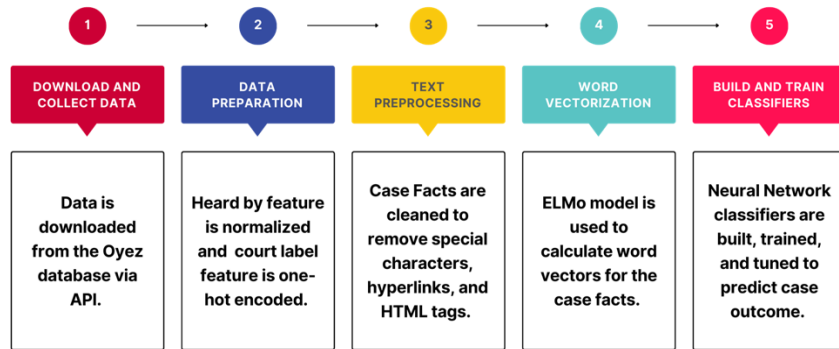 1
2
3
4
5
DOWNLOAD AND
COLLECT DATA
DATA
PREPARATION
TEXT
PREPROCESSING
WORD
VECTORIZATION
BUILD AND TRAIN
CLASSIFIERS
Data is
downloaded
from the Oyez
database via
API.
Heard by feature
is normalized
and court label
feature is one-
hot encoded.
Case Facts are
cleaned to
remove special
characters,
hyperlinks, and
HTML tags.
ELMo model is
used to
calculate word
vectors for the
case facts.
Neural Network
classifiers are
built, trained,
and tuned to
predict case
outcome.